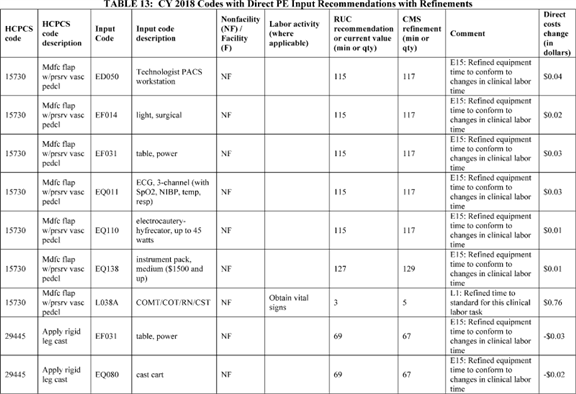 TABLE 13: CY 2018 Codes with Direct PE Input Recommendations with Refinements
HCPCS code | HCPCS code description | Input Code | Input code description | Nonfacility (NF) / Facility (F) | Labor activity (where applicable) | RUC recommendation or current value (min or qty) | CMS refinement (min or qty) | Comment | Direct costs change (in dollars)
15730 | Mdfc flap w/prsrv vasc pedcl | ED050 | Technologist PACS workstation | NF | | 115 | 117 | E15: Refined equipment time to conform to changes in clinical labor time | $0.04
15730 | Mdfc flap w/prsrv vasc pedcl | EF014 | light, surgical | NF | | 115 | 117 | E15: Refined equipment time to conform to changes in clinical labor time | $0.02
15730 | Mdfc flap w/prsrv vasc pedcl | EF031 | table, power | NF | | 115 | 117 | E15: Refined equipment time to conform to changes in clinical labor time | $0.03
15730 | Mdfc flap w/prsrv vasc pedcl | EQ011 | ECG, 3-channel (with SpO2, NIBP, temp, resp) | NF | | 115 | 117 | E15: Refined equipment time to conform to changes in clinical labor time | $0.03
15730 | Mdfc flap w/prsrv vasc pedcl | EQ110 | electrocautery-hyfrecator, up to 45 watts | NF | | 115 | 117 | E15: Refined equipment time to conform to changes in clinical labor time | $0.01
15730 | Mdfc flap w/prsrv vasc pedcl | EQ138 | instrument pack, medium ($1500 and up) | NF | | 127 | 129 | E15: Refined equipment time to conform to changes in clinical labor time | $0.01
15730 | Mdfc flap w/prsrv vasc pedcl | L038A | COMT/COT/RN/CST | NF | Obtain vital signs | 3 | 5 | L1: Refined time to standard for this clinical labor task | $0.76
29445 | Apply rigid leg cast | EF031 | table, power | NF | | 69 | 67 | E15: Refined equipment time to conform to changes in clinical labor time | -$0.03
29445 | Apply rigid leg cast | EQ080 | cast cart | NF | | 69 | 67 | E15: Refined equipment time to conform to changes in clinical labor time | -$0.02